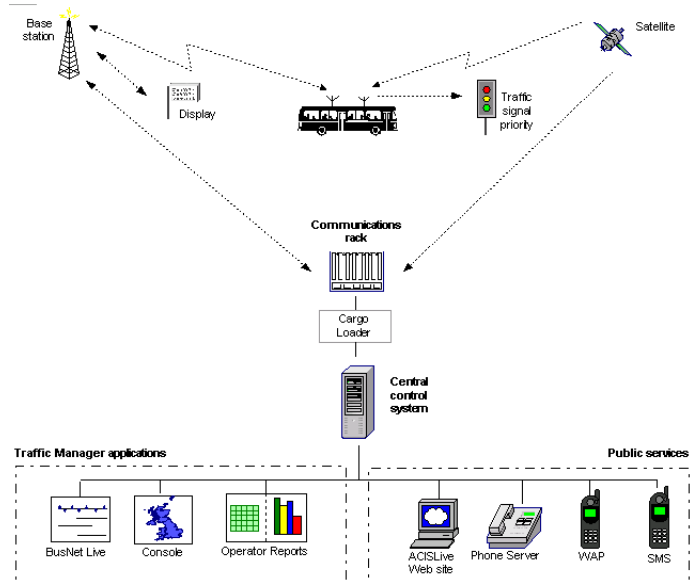 Base
station
Satellite
Display
Traffic
signal
priority
Communications
rack
Cargo
Loader
Central
control
system
Traffic Manager applications
Public services
BusNet Live
Console
Operator Reports
ACISLive
Web site
Phone Server
WAP
SMS